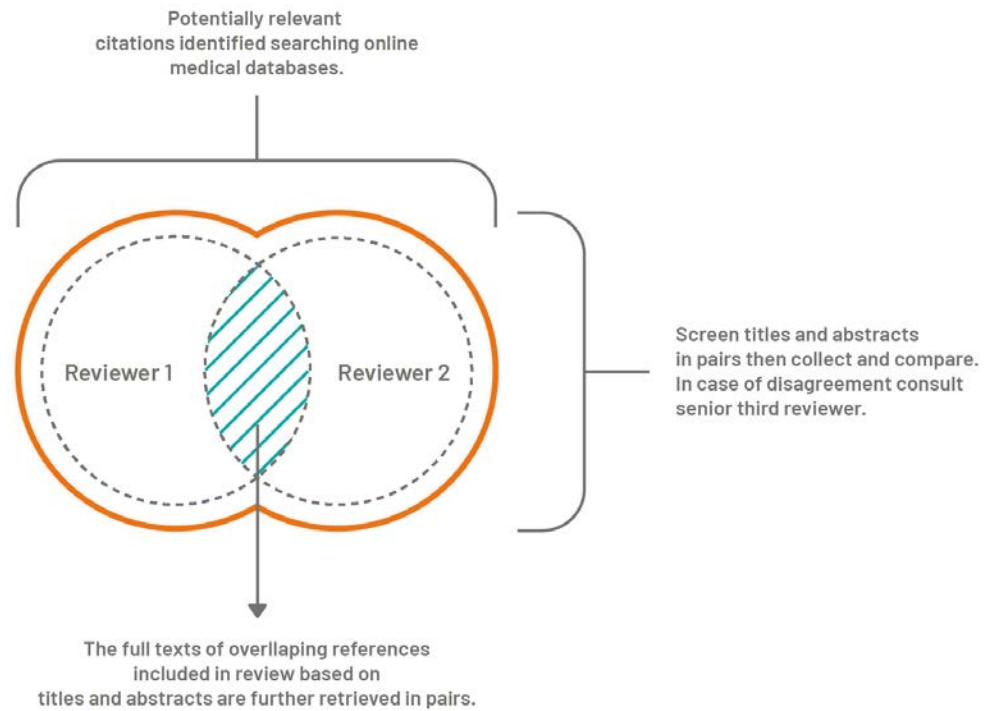 Potentially relevant
citations identified searching online
medical databases.
Reviewer 1
Reviewer 2
Screen titles and abstracts
in pairs then collect and compare.
In case of disagreement consult
senior third reviewer.
The full texts of overllaping references
included in review based on
titles and abstracts are further retrieved in pairs.